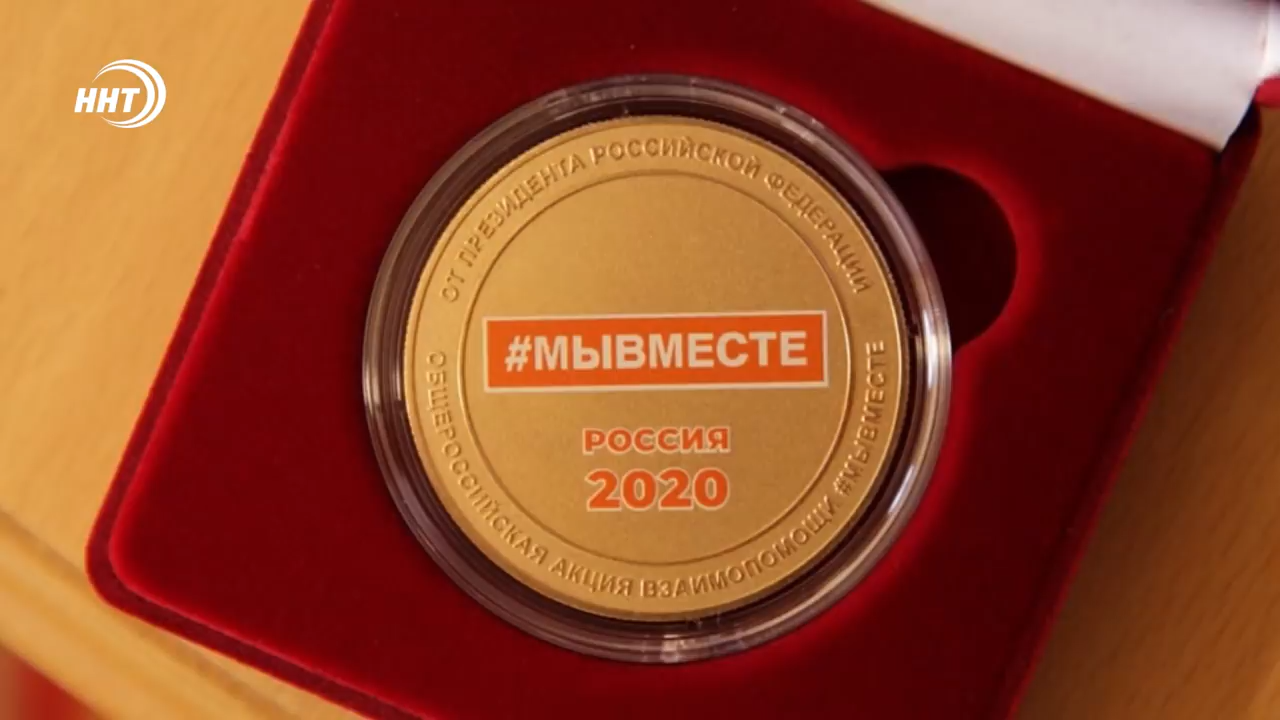 ННТ
ОТ ПРЕЗИДЕНТА РОССИЙСКОЙ ФЕДЕРАЦИИ
#МЫВМЕСТЕ
РОССИЯ
2020
ОБЩЕРОССИЙСКАЯ АКЦИЯ ВЗАИМОПОМОЩИ #МЫВМЕСТЕ